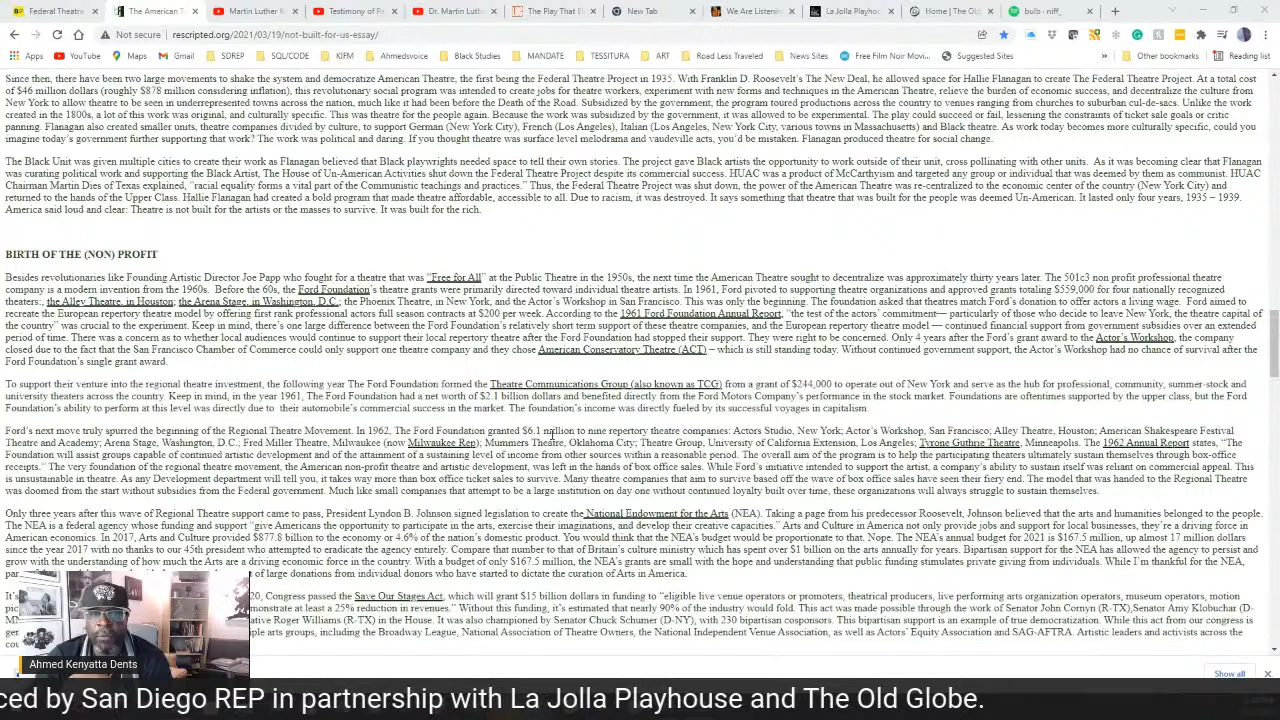 Federal Theatre
The American T
Martin Luther K
Testimony of Pa
Dr. Martin Luthe
The Play That D
New Tab
We Are Listenin
La Jolla Playhou
Home | The Old
bulb - niff_
Not secure
rescripted.org/2021/03/19/not-built-for-us-essay/
Apps
YouTube
Maps
Gmail
SDREP
SQL/CODE
KIFM
Ahmedsvoice
Black Studies
MANDATE
TESSITURA
ART
Road Less Traveled
News Sites
Free Film Noir Movi...
Suggested Sites
»
Other bookmarks
Reading list
Since then, there have been two large movements to shake the system and democratize American Theatre, the first being the Federal Theatre Project in 1935. With Franklin D. Roosevelt's The New Deal, he allowed space for Hallie Flanagan to create The Federal Theatre Project. At a total cost
of $46 million dollars (roughly $878 million considering inflation), this revolutionary social program was intended to create jobs for theatre workers, experiment with new forms and techniques in the American Theatre, relieve the burden of economic success, and decentralize the culture from
New York to allow theatre to be seen in underrepresented towns across the nation, much like it had been before the Death of the Road. Subsidized by the government, the program toured productions across the country to venues ranging from churches to suburban cul-de-sacs. Unlike the work
created in the 1800s, a lot of this work was original, and culturally specific. This was theatre for the people again. Because the work was subsidized by the government, it was allowed to be experimental. The play could succeed or fail, lessening the constraints of ticket sale goals or critic
panning. Flanagan also created smaller units, theatre companies divided by culture, to support German (New York City), French (Los Angeles), Italian (Los Angeles, New York City, various towns in Massachusetts) and Black theatre. As work today becomes more culturally specific, could you
imagine today's government further supporting that work? The work was political and daring. If you thought theatre was surface level melodrama and vaudeville acts, you'd be mistaken. Flanagan produced theatre for social change.
The Black Unit was given multiple cities to create their work as Flanagan believed that Black playwrights needed space to tell their own stories. The project gave Black artists the opportunity to work outside of their unit, cross pollinating with other units. As it was becoming clear that Flanagan
was curating political work and supporting the Black Artist, The House of Un-American Activities shut down the Federal Theatre Project despite its commercial success. HUAC was a product of McCarthyism and targeted any group or individual that was deemed by them as communist. HUAC
Chairman Martin Dies of Texas explained, "racial equality forms a vital part of the Communistic teachings and practices." Thus, the Federal Theatre Project was shut down, the power of the American Theatre was re-centralized to the economic center of the country (New York City) and
returned to the hands of the Upper Class. Hallie Flanagan had created a bold program that made theatre affordable, accessible to all. Due to racism, it was destroyed. It says something that theatre that was built for the people was deemed Un-American. It lasted only four years, 1935 – 1939.
America said loud and clear: Theatre is not built for the artists or the masses to survive. It was built for the rich.
BIRTH OF THE (NON) PROFIT
Besides revolutionaries like Founding Artistic Director Joe Papp who fought for a theatre that was "Free for All" at the Public Theatre in the 1950s, the next time the American Theatre sought to decentralize was approximately thirty years later. The 501c3 non profit professional theatre
company is a modern invention from the 1960s. Before the 60s, the Ford Foundation's theatre grants were primarily directed toward individual theatre artists. In 1961, Ford pivoted to supporting theatre organizations and approved grants totaling $559,000 for four nationally recognized
theaters:, the Alley Theatre, in Houston; the Arena Stage, in Washington, D.C.; the Phoenix Theatre, in New York, and the Actor's Workshop in San Francisco. This was only the beginning. The foundation asked that theatres match Ford's donation to offer actors a living wage. Ford aimed to
recreate the European repertory theatre model by offering first rank professional actors full season contracts at $200 per week. According to the 1961 Ford Foundation Annual Report, "the test of the actors' commitment— particularly of those who decide to leave New York, the theatre capital of
the country" was crucial to the experiment. Keep in mind, there's one large difference between the Ford Foundation's relatively short term support of these theatre companies, and the European repertory theatre model — continued financial support from government subsidies over an extended
period of time. There was a concern as to whether local audiences would continue to support their local repertory theatre after the Ford Foundation had stopped their support. They were right to be concerned. Only 4 years after the Ford's grant award to the Actor's Workshop, the company
closed due to the fact that the San Francisco Chamber of Commerce could only support one theatre company and they chose American Conservatory Theatre (ACT) – which is still standing today. Without continued government support, the Actor's Workshop had no chance of survival after the
Ford Foundation's single grant award.
To support their venture into the regional theatre investment, the following year The Ford Foundation formed the Theatre Communications Group (also known as TCG) from a grant of $244,000 to operate out of New York and serve as the hub for professional, community, summer-stock and
university theaters across the country. Keep in mind, in the year 1961, The Ford Foundation had a net worth of $2.1 billion dollars and benefited directly from the Ford Motors Company's performance in the stock market. Foundations are oftentimes supported by the upper class, but the Ford
Foundation's ability to perform at this level was directly due to their automobile's commercial success in the market. The foundation's income was directly fueled by its successful voyages in capitalism.
Ford's next move truly spurred the beginning of the Regional Theatre Movement. In 1962, The Ford Foundation granted $6.1 million to nine repertory theatre companies: Actors Studio, New York; Actor's Workshop, San Francisco; Alley Theatre, Houston; American Shakespeare Festival
Theatre and Academy; Arena Stage, Washington, D.C.; Fred Miller Theatre, Milwaukee (now Milwaukee Rep); Mummers Theatre, Oklahoma City; Theatre Group, University of California Extension, Los Angeles; Tyrone Guthrie Theatre, Minneapolis. The 1962 Annual Report states, "The
Foundation will assist groups capable of continued artistic development and of the attainment of a sustaining level of income from other sources within a reasonable period. The overall aim of the program is to help the participating theaters ultimately sustain themselves through box-office
receipts." The very foundation of the regional theatre movement, the American non-profit theatre and artistic development, was left in the hands of box office sales. While Ford's initiative intended to support the artist, a company's ability to sustain itself was reliant on commercial appeal. This
is unsustainable in theatre. As any Development department will tell you, it takes way more than box office ticket sales to survive. Many theatre companies that aim to survive based off the wave of box office sales have seen their fiery end. The model that was handed to the Regional Theatre
was doomed from the start without subsidies from the Federal government. Much like small companies that attempt to be a large institution on day one without continued loyalty built over time, these organizations will always struggle to sustain themselves.
Only three years after this wave of Regional Theatre support came to pass, President Lyndon B. Johnson signed legislation to create the National Endowment for the Arts (NEA). Taking a page from his predecessor Roosevelt, Johnson believed that the arts and humanities belonged to the people.
The NEA is a federal agency whose funding and support "give Americans the opportunity to participate in the arts, exercise their imaginations, and develop their creative capacities." Arts and Culture in America not only provide jobs and support for local businesses, they're a driving force in
American economics. In 2017, Arts and Culture provided $877.8 billion to the economy or 4.6% of the nation's domestic product. You would think that the NEA's budget would be proportionate to that. Nope. The NEA's annual budget for 2021 is $167.5 million, up almost 17 million dollars
since the year 2017 with no thanks to our 45th president who attempted to eradicate the agency entirely. Compare that number to that of Britain's culture ministry which has spent over $1 billion on the arts annually for years. Bipartisan support for the NEA has allowed the agency to persist and
grow with the understanding of how much the Arts are a driving economic force in the country. With a budget of only $167.5 million, the NEA's grants are small with the hope and understanding that public funding stimulates private giving from individuals. While I'm thankful for the NEA,
of large donations from individual donors who have started to dictate the curation of Arts in America.
It's 20, Congress passed the Save Our Stages Act, which will grant $15 billion dollars in funding to "eligible live venue operators or promoters, theatrical producers, live performing arts organization operators, museum operators, motion
pic monstrate at least a 25% reduction in revenues." Without this funding, it's estimated that nearly 90% of the industry would fold. This act was made possible through the work of Senator John Cornyn (R-TX),Senator Amy Klobuchar (D-
MN ative Roger Williams (R-TX) in the House. It was also championed by Senator Chuck Schumer (D-NY), with 230 bipartisan cosponsors. This bipartisan support is an example of true democratization. While this act from our congress is
gen iple arts groups, including the Broadway League, National Association of Theatre Owners, the National Independent Venue Association, as well as Actors' Equity Association and SAG-AFTRA. Artistic leaders and activists across the
cou
Ahmed Kenyatta Dents
Show all
ced by San Diego REP in partnership with La Jolla Playhouse and The Old Globe.